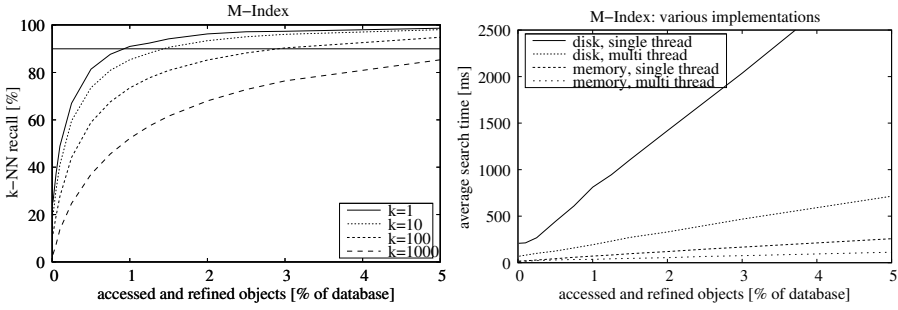 M−Index
100
80
60
40
20
0
k−NN recall [%]
k=1
k=10
k=100
k=1000
0 1 2 3 4 5
accessed and refined objects [% of database]
M−Index: various implementations
2500
2000
1500
1000
500
0
average search time [ms]
disk, single thread
disk, multi thread
memory, single thread
memory, multi thread
0 1 2 3 4 5
accessed and refined objects [% of database]